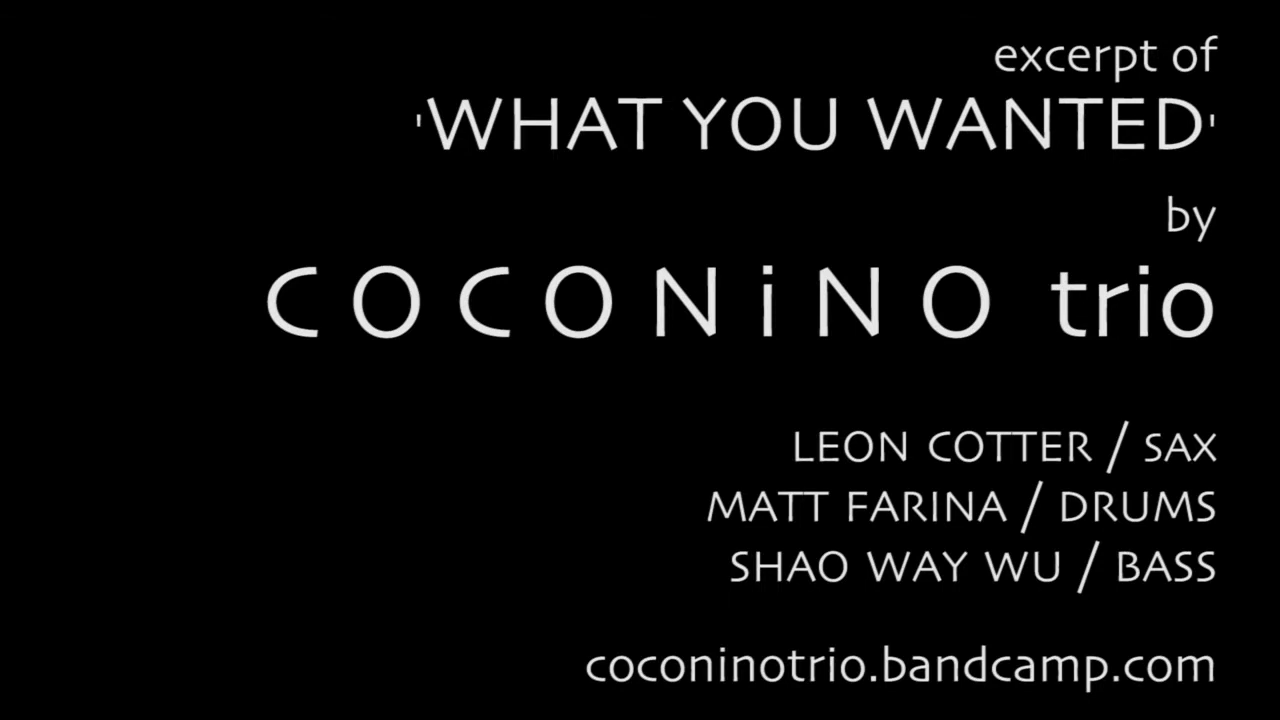 excerpt of
'WHAT YOU WANTED'
by
COCONiNO trio
LEON COTTER / SAX
MATT FARINA / DRUMS
SHAO WAY WU / BASS
coconinotrio.bandcamp.com